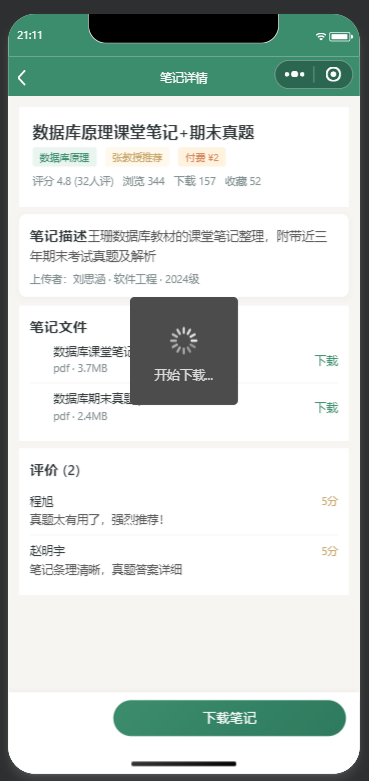 21:11
笔记详情
数据库原理课堂笔记+期末真题
数据库原理 张教授推荐 付费 ¥2
评分 4.8 (32人评) 浏览 344 下载 157 收藏 52
笔记描述王珊数据库教材的课堂笔记整理，附带近三
年期末考试真题及解析
上传者：刘思涵 · 软件工程 · 2024级
笔记文件
数据库课堂笔记
pdf · 3.7MB
下载
数据库期末真题
pdf · 2.4MB
下载
开始下载...
评价 (2)
程旭 5分
真题太有用了，强烈推荐！
赵明宇 5分
笔记条理清晰，真题答案详细
下载笔记